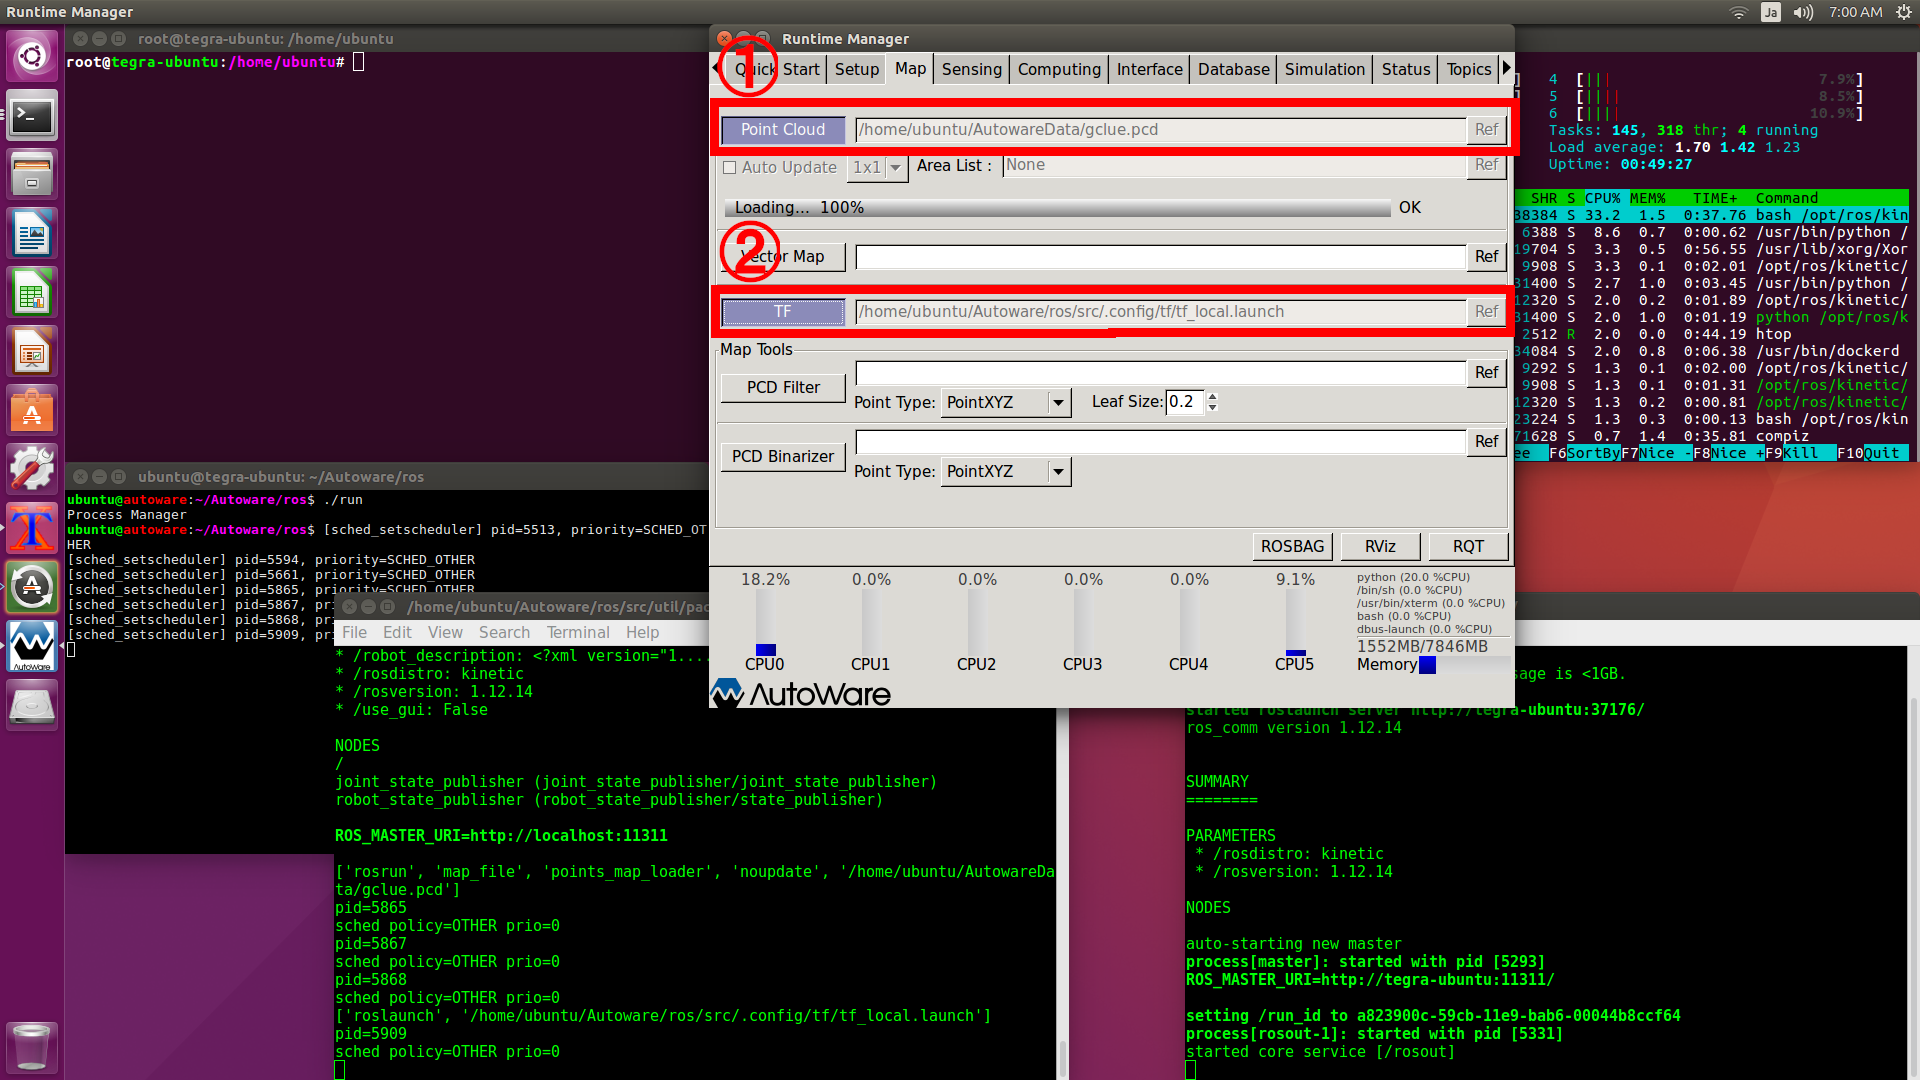 Runtime Manager
Ja
7:00 AM
root@tegra-ubuntu: /home/ubuntu
root@tegra-ubuntu:/home/ubuntu#
Runtime Manager
①
Quick Start Setup Map Sensing Computing Interface Database Simulation Status Topics
Point Cloud /home/ubuntu/AutowareData/gclue.pcd Ref
Auto Update 1x1 Area List : None Ref
Loading... 100% OK
②
Vector Map Ref
TF /home/ubuntu/Autoware/ros/src/.config/tf/tf_local.launch Ref
Map Tools
PCD Filter Ref
Point Type: PointXYZ Leaf Size: 0.2
PCD Binarizer Ref
Point Type: PointXYZ
ROSBAG RViz RQT
18.2% 0.0% 0.0% 0.0% 0.0% 9.1%
CPU0 CPU1 CPU2 CPU3 CPU4 CPU5
python (20.0 %CPU)
/bin/sh (0.0 %CPU)
/usr/bin/xterm (0.0 %CPU)
bash (0.0 %CPU)
dbus-launch (0.0 %CPU)
1552MB/7846MB
Memory
AutoWare
] 4 [|| 7.9%]
] 5 [|||| 8.5%]
] 6 [|||| 10.9%]
Tasks: 145, 318 thr; 4 running
Load average: 1.70 1.42 1.23
Uptime: 00:49:27
SHR S CPU% MEM% TIME+ Command
38384 S 33.2 1.5 0:37.76 bash /opt/ros/kin
6388 S 8.6 0.7 0:00.62 /usr/bin/python /
19704 S 3.3 0.5 0:56.55 /usr/lib/xorg/Xor
9908 S 3.3 0.1 0:02.01 /opt/ros/kinetic/
31400 S 2.7 1.0 0:03.45 /usr/bin/python /
12320 S 2.0 0.2 0:01.89 /opt/ros/kinetic/
31400 S 2.0 1.0 0:01.19 python /opt/ros/k
2512 R 2.0 0.0 0:44.19 htop
34084 S 2.0 0.8 0:06.38 /usr/bin/dockerd
9292 S 1.3 0.1 0:02.00 /opt/ros/kinetic/
9908 S 1.3 0.1 0:01.31 /opt/ros/kinetic/
12320 S 1.3 0.2 0:00.81 /opt/ros/kinetic/
23224 S 1.3 0.3 0:00.13 bash /opt/ros/kin
71628 S 0.7 1.4 0:35.81 compiz
ee F6SortByF7Nice -F8Nice +F9Kill F10Quit
ubuntu@tegra-ubuntu: ~/Autoware/ros
ubuntu@autoware:~/Autoware/ros$ ./run
Process Manager
ubuntu@autoware:~/Autoware/ros$ [sched_setscheduler] pid=5513, priority=SCHED_OT
HER
[sched_setscheduler] pid=5594, priority=SCHED_OTHER
[sched_setscheduler] pid=5661, priority=SCHED_OTHER
[sched_setscheduler] pid=5865, priority=SCHED_OTHER
[sched_setscheduler] pid=5867, pri
[sched_setscheduler] pid=5868, pri
[sched_setscheduler] pid=5909, pri
/home/ubuntu/Autoware/ros/src/util/pac
File Edit View Search Terminal Help
* /robot_description: <?xml version="1....
* /rosdistro: kinetic
* /rosversion: 1.12.14
* /use_gui: False
NODES
/
joint_state_publisher (joint_state_publisher/joint_state_publisher)
robot_state_publisher (robot_state_publisher/state_publisher)
ROS_MASTER_URI=http://localhost:11311
['rosrun', 'map_file', 'points_map_loader', 'noupdate', '/home/ubuntu/AutowareDa
ta/gclue.pcd']
pid=5865
sched policy=OTHER prio=0
pid=5867
sched policy=OTHER prio=0
pid=5868
sched policy=OTHER prio=0
['roslaunch', '/home/ubuntu/Autoware/ros/src/.config/tf/tf_local.launch']
pid=5909
sched policy=OTHER prio=0
sage is <1GB.
started roslaunch server http://tegra-ubuntu:37176/
ros_comm version 1.12.14
SUMMARY
========
PARAMETERS
* /rosdistro: kinetic
* /rosversion: 1.12.14
NODES
auto-starting new master
process[master]: started with pid [5293]
ROS_MASTER_URI=http://tegra-ubuntu:11311/
setting /run_id to a823900c-59cb-11e9-bab6-00044b8ccf64
process[rosout-1]: started with pid [5331]
started core service [/rosout]